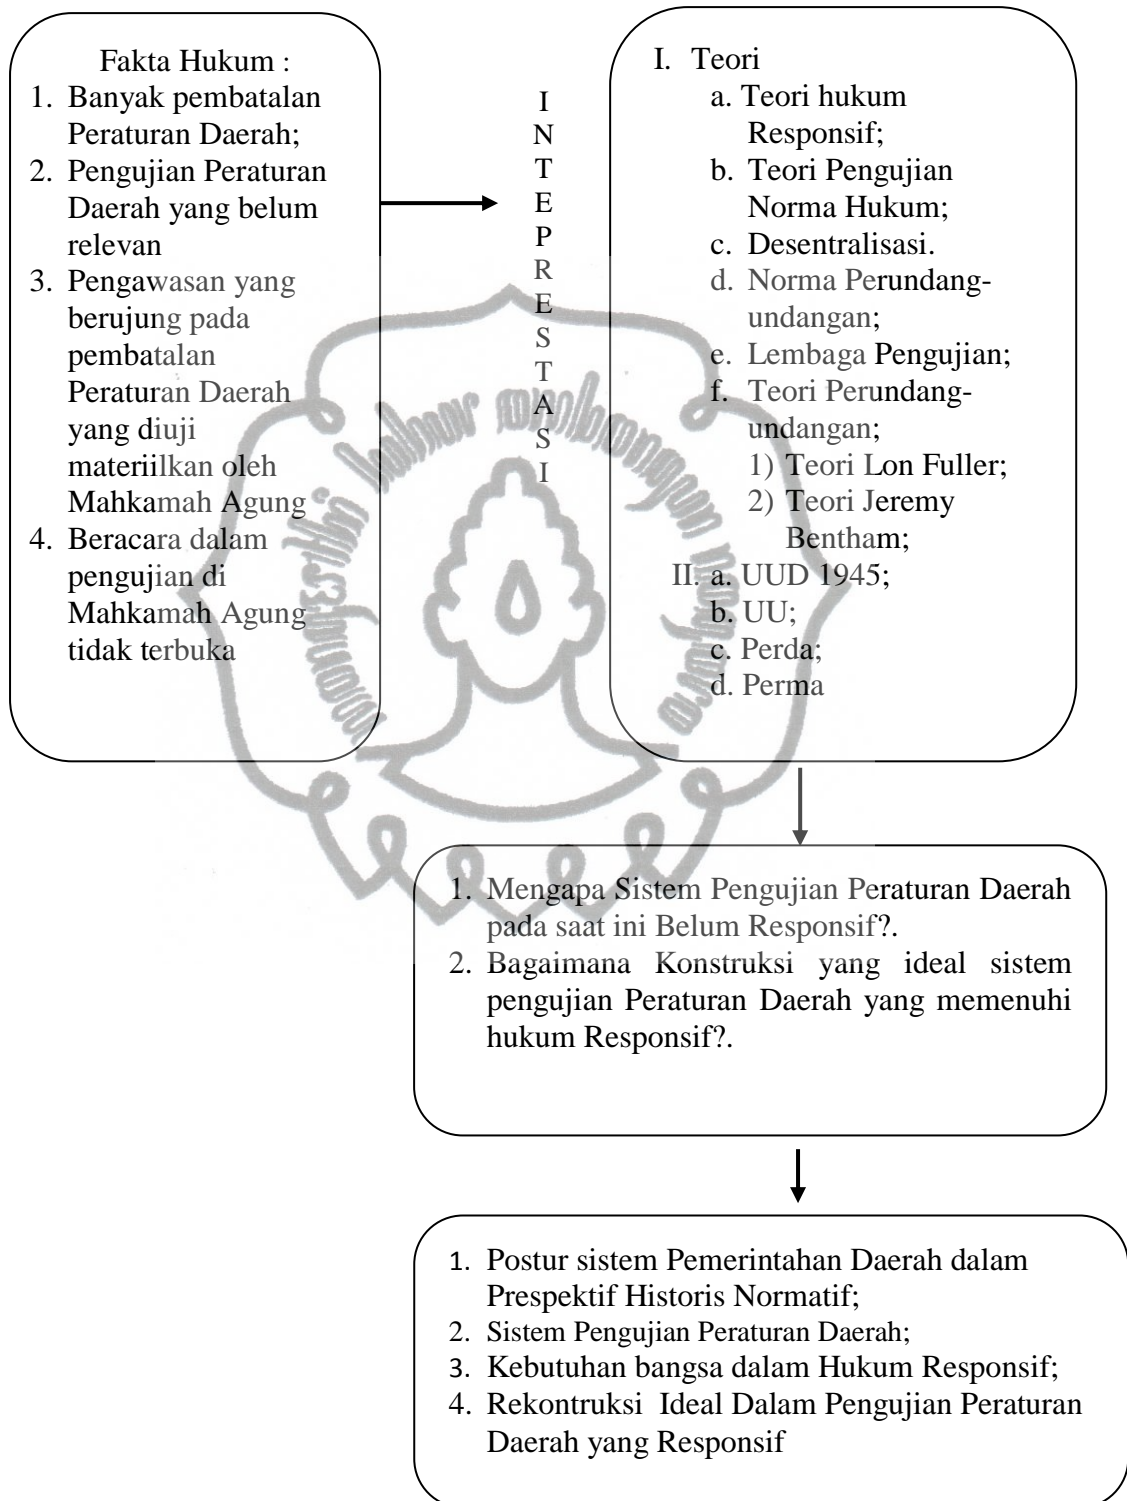 Fakta Hukum :
1. Banyak pembatalan
Peraturan Daerah;
2. Pengujian Peraturan
Daerah yang belum
relevan
3. Pengawasan yang
berujung pada
pembatalan
Peraturan Daerah
yang diuji
materiilkan oleh
Mahkamah Agung
4. Beracara dalam
pengujian di
Mahkamah Agung
tidak terbuka
I
N
T
E
P
R
E
S
T
A
S
I
I. Teori
a. Teori hukum
Responsif;
b. Teori Pengujian
Norma Hukum;
c. Desentralisasi.
d. Norma Perundang-
undangan;
e. Lembaga Pengujian;
f. Teori Perundang-
undangan;
1) Teori Lon Fuller;
2) Teori Jeremy
Bentham;
II. a. UUD 1945;
b. UU;
c. Perda;
d. Perma
1. Mengapa Sistem Pengujian Peraturan Daerah
pada saat ini Belum Responsif?.
2. Bagaimana Konstruksi yang ideal sistem
pengujian Peraturan Daerah yang memenuhi
hukum Responsif?.
1. Postur sistem Pemerintahan Daerah dalam
Prespektif Historis Normatif;
2. Sistem Pengujian Peraturan Daerah;
3. Kebutuhan bangsa dalam Hukum Responsif;
4. Rekontruksi Ideal Dalam Pengujian Peraturan
Daerah yang Responsif